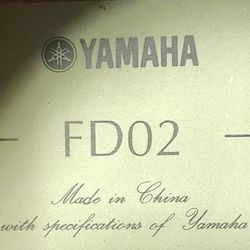 YAMAHA
FD02
Made in China
with specifications of Yamaha